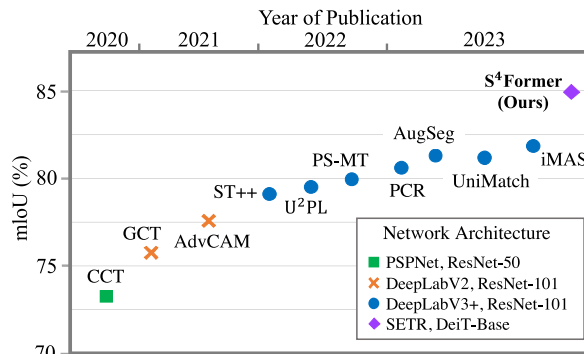 Year of Publication
2020 2021 2022 2023
mIoU (%)
85
80
75
70
S⁴Former
(Ours)
AugSeg
PS-MT
iMAS
ST++
U²PL
PCR
UniMatch
GCT
AdvCAM
CCT
Network Architecture
PSPNet, ResNet-50
DeepLabV2, ResNet-101
DeepLabV3+, ResNet-101
SETR, DeiT-Base